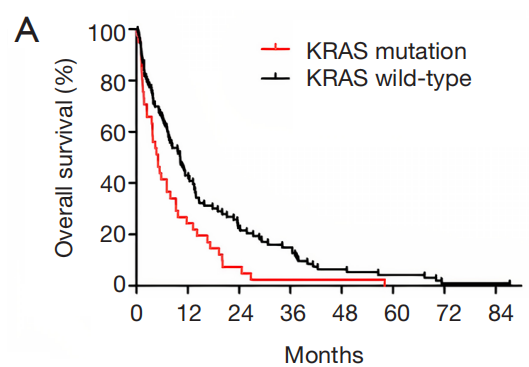 A
KRAS mutation
KRAS wild-type
Overall survival (%)
100
80
60
40
20
0
0 12 24 36 48 60 72 84
Months